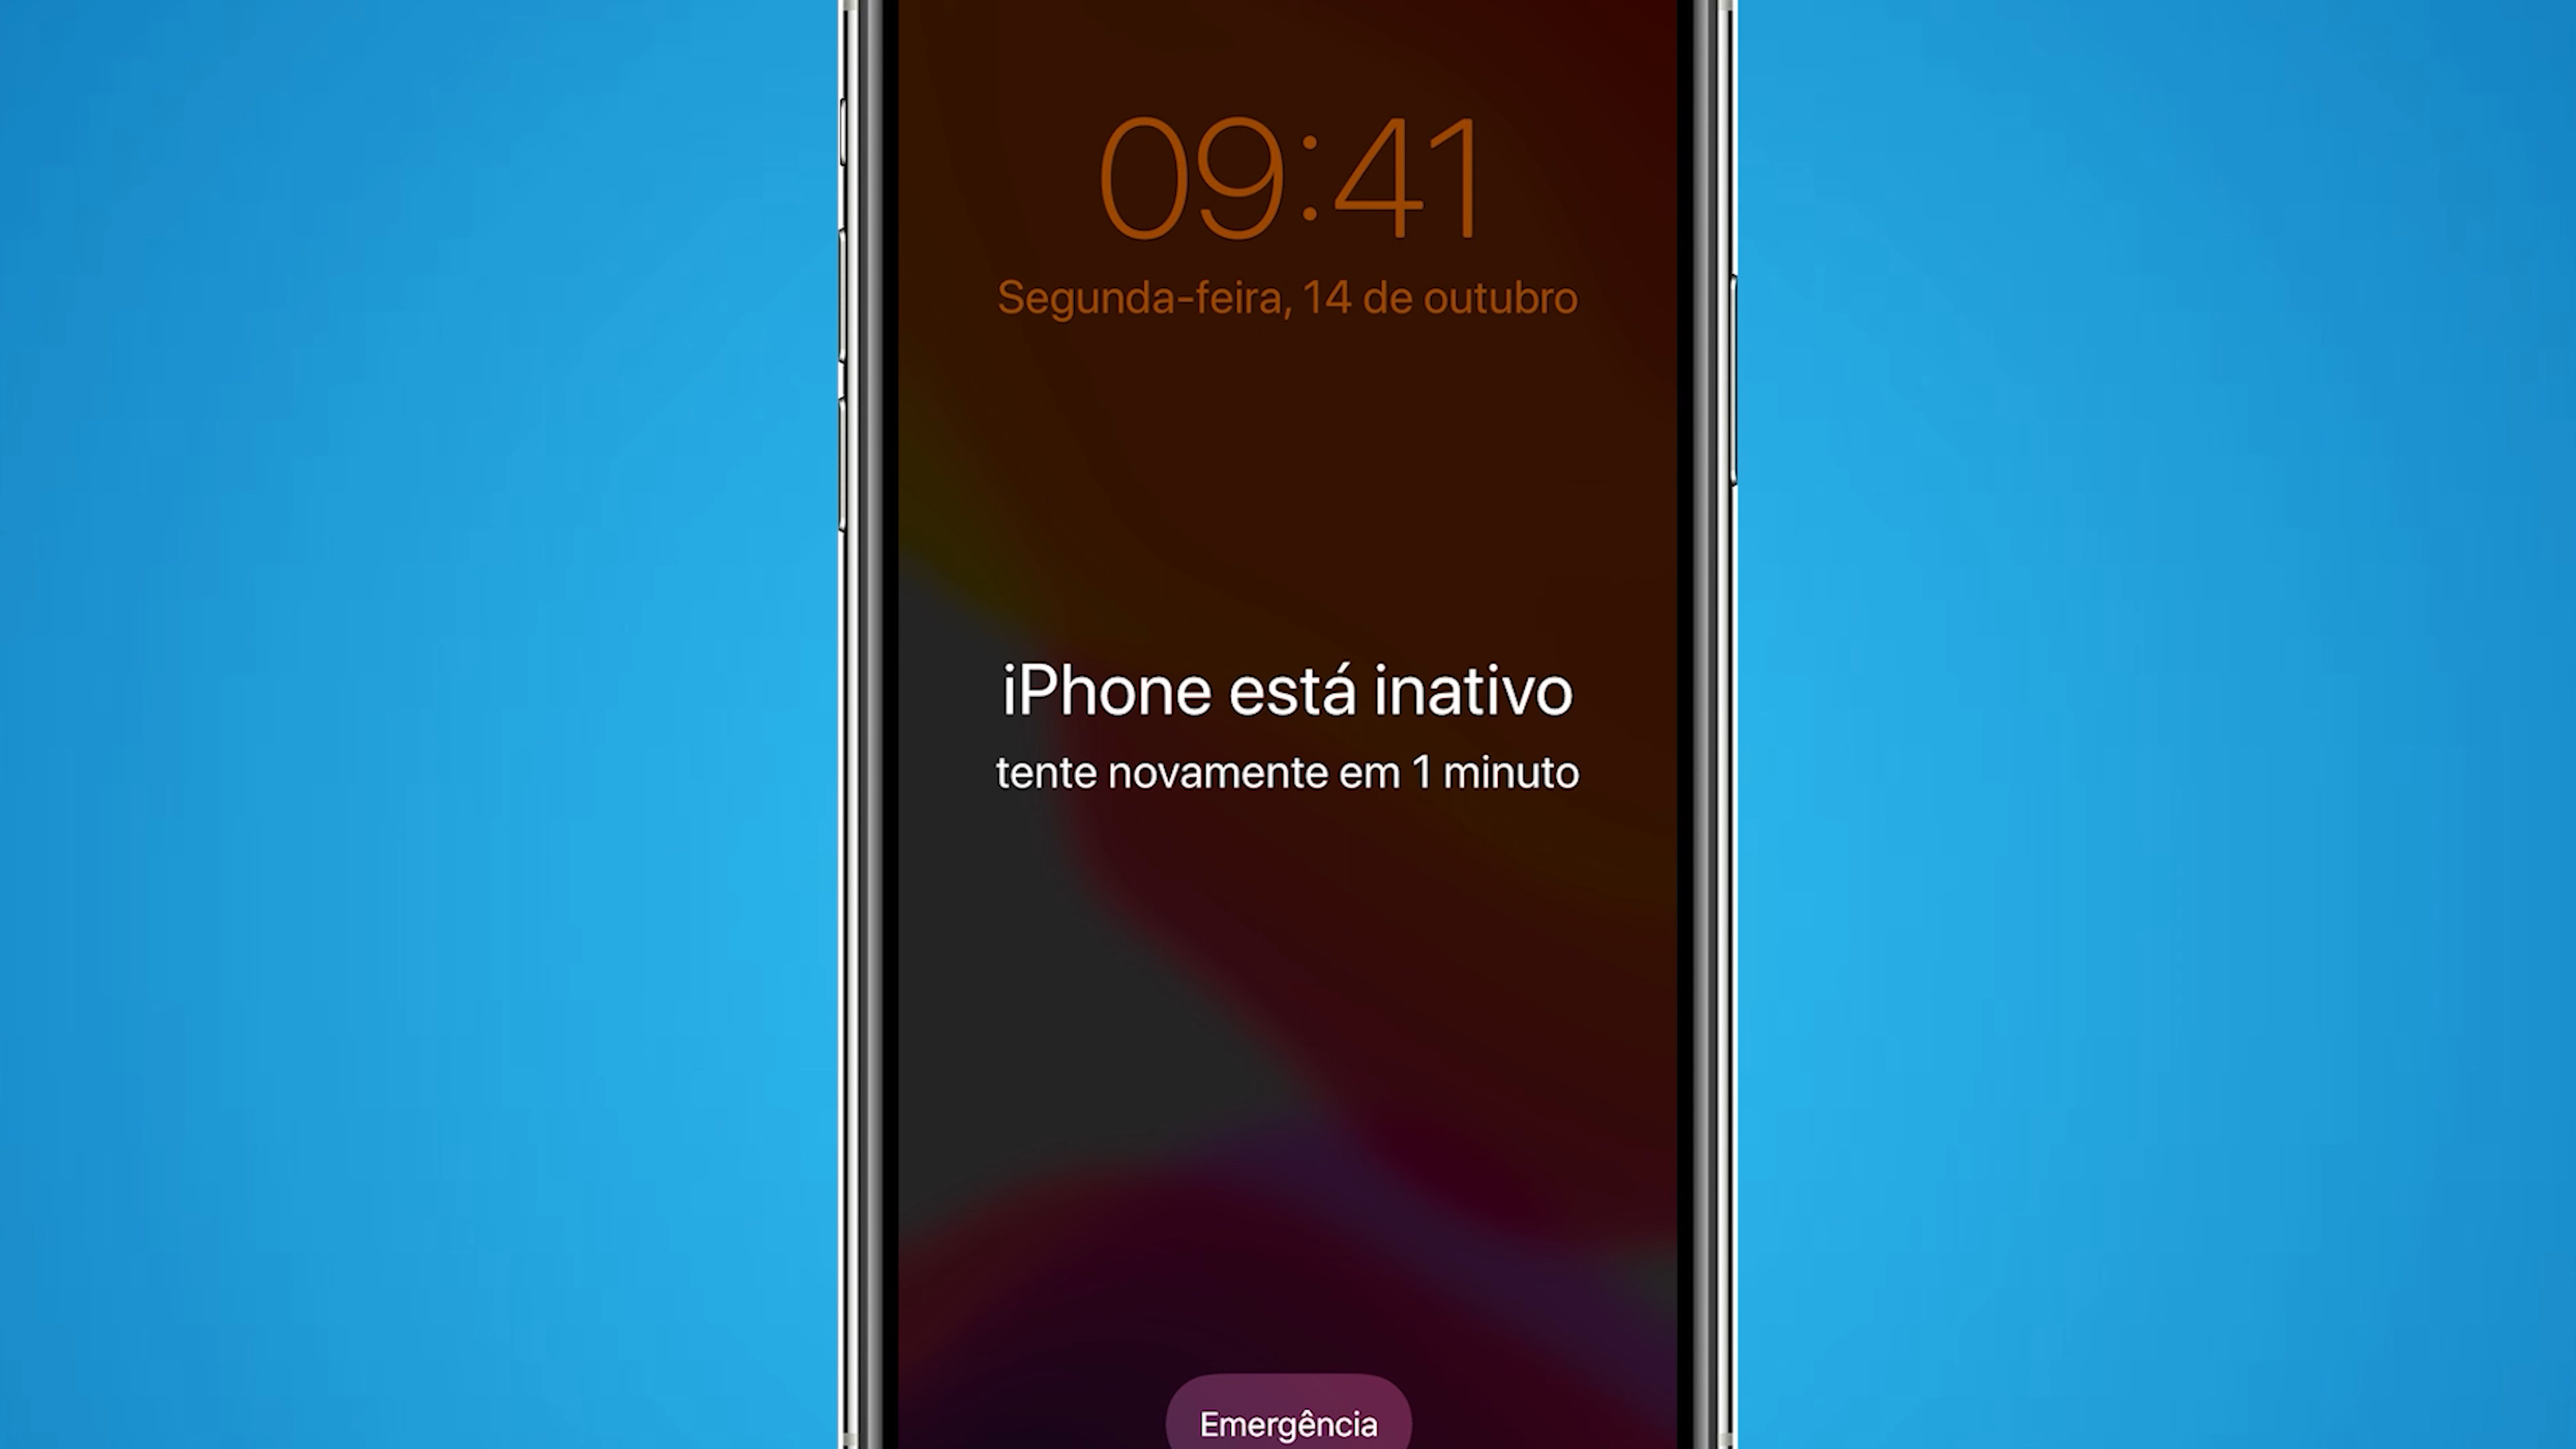 09:41
Segunda-feira, 14 de outubro
iPhone está inativo
tente novamente em 1 minuto
Emergência